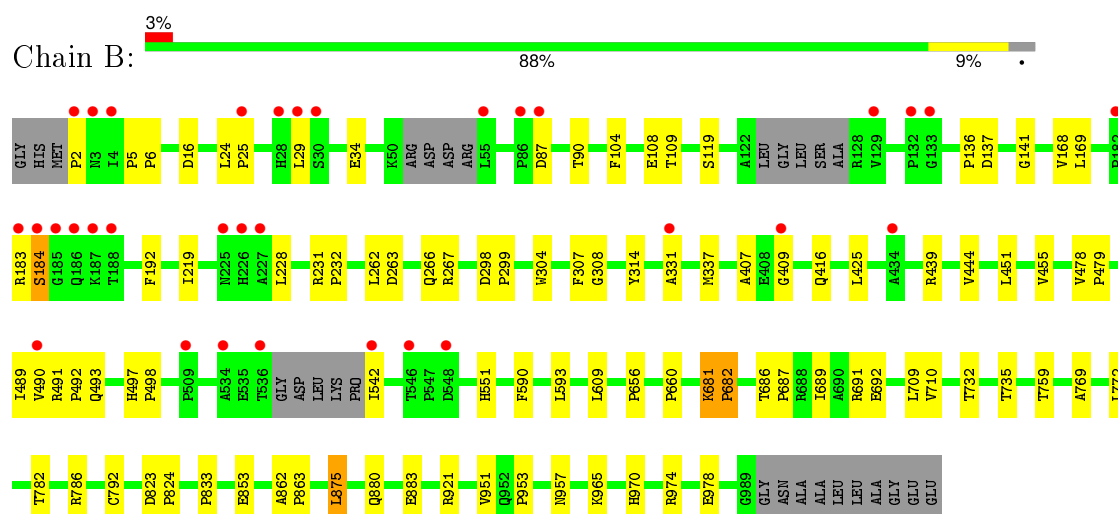 3%
Chain B:
88% 9% •
GLY HIS MET P2 N3 I4 P5 P6 D16 L24 P25 H28 L29 S30 E34 K50 ARG ASP ASP ARG L55 P86 D87 T90 F104 E108 T109 S119 A122 LEU GLY LEU SER ALA R128 V129 P132 G133 P136 D137 G141 V168 L169
R183 S184 G185 Q186 K187 T188 F192 I219 N225 H226 A227 L228 R231 P232 L262 D263 Q266 R267 D298 P299 W304 F307 G308 Y314 A331 M337 A407 E408 G409 Q416 L425 A434 R439 V444 L451 V455 V478 P479
I489 V490 R491 P492 Q493 H497 P498 P509 A534 E535 T536 GLY ASP LEU LYS PRO I542 T546 P547 D548 H551 F590 L593 L609 P656 P660 K681 P682 T686 P687 R688 I689 A690 R691 E692 L709 V710 T732 T735 T759 A769
T782 R786 C792 D823 P824 P833 E853 A862 P863 L875 Q880 E883 R921 V951 Q952 P953 N957 K965 H970 R974 E978 G989 GLY ASN ALA ALA LEU LEU ALA GLY GLU GLU